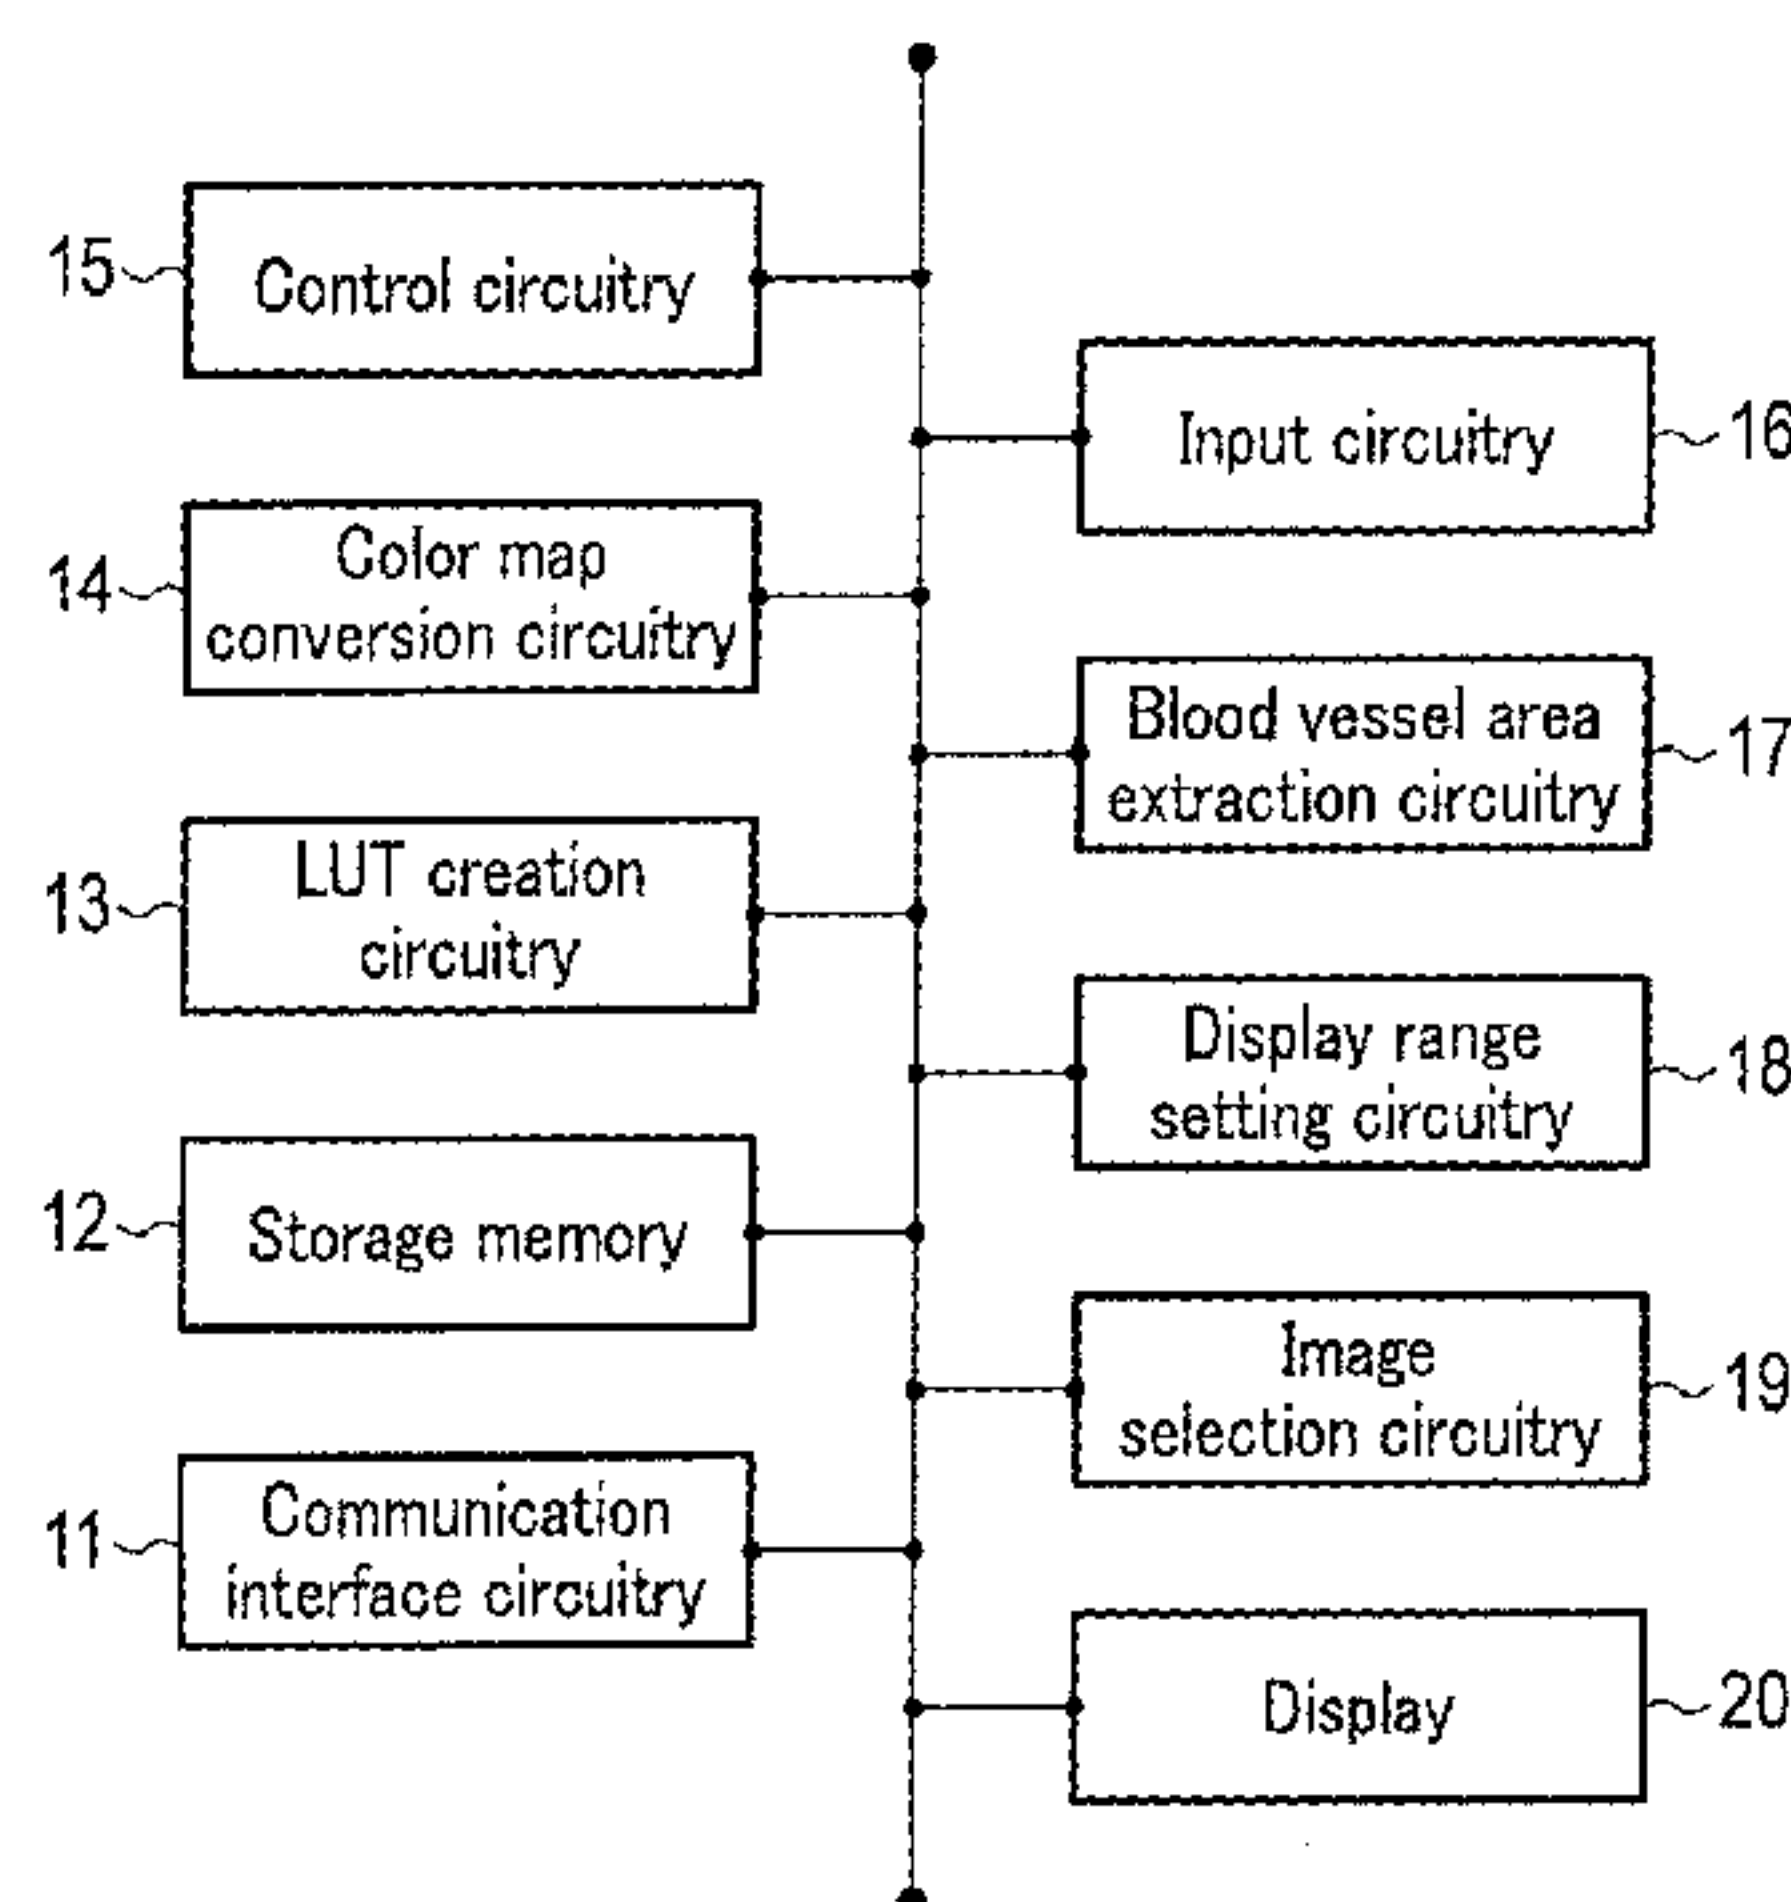 15
Control circuitry
Input circuitry
16
14
Color map
conversion circuitry
Blood vessel area
extraction circuitry
17
13
LUT creation
circuitry
Display range
setting circuitry
18
12
Storage memory
Image
selection circuitry
19
11
Communication
interface circuitry
Display
20